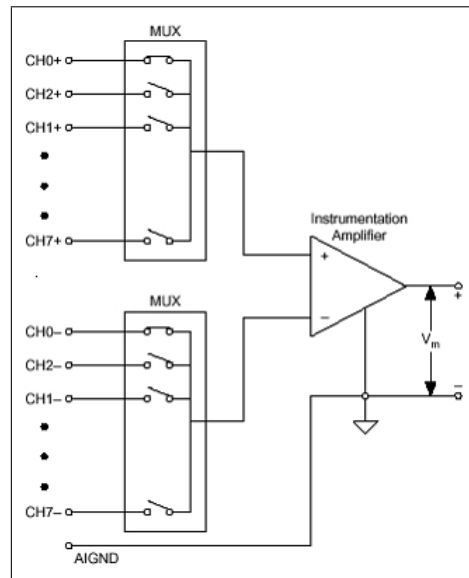 MUX
CH0+
CH2+
CH1+
CH7+
Instrumentation
Amplifier
+
−
+
Vm
−
MUX
CH0–
CH2–
CH1–
CH7–
AIGND